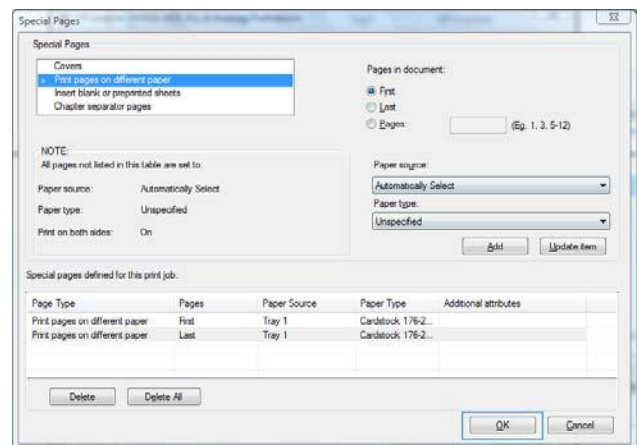 Special Pages
Special Pages
Covers
Print pages on different paper
Insert blank or preprinted sheets
Chapter separator pages
Pages in document:
First
Last
Pages: (Eg. 1, 3, 5-12)
NOTE:
All pages not listed in this table are set to:
Paper source: Automatically Select
Paper type: Unspecified
Print on both sides: On
Paper source:
Automatically Select
Paper type:
Unspecified
Add Update item
Special pages defined for this print job:
Page Type Pages Paper Source Paper Type Additional attributes
Print pages on different paper First Tray 1 Cardstock 176-2...
Print pages on different paper Last Tray 1 Cardstock 176-2...
Delete Delete All
OK Cancel